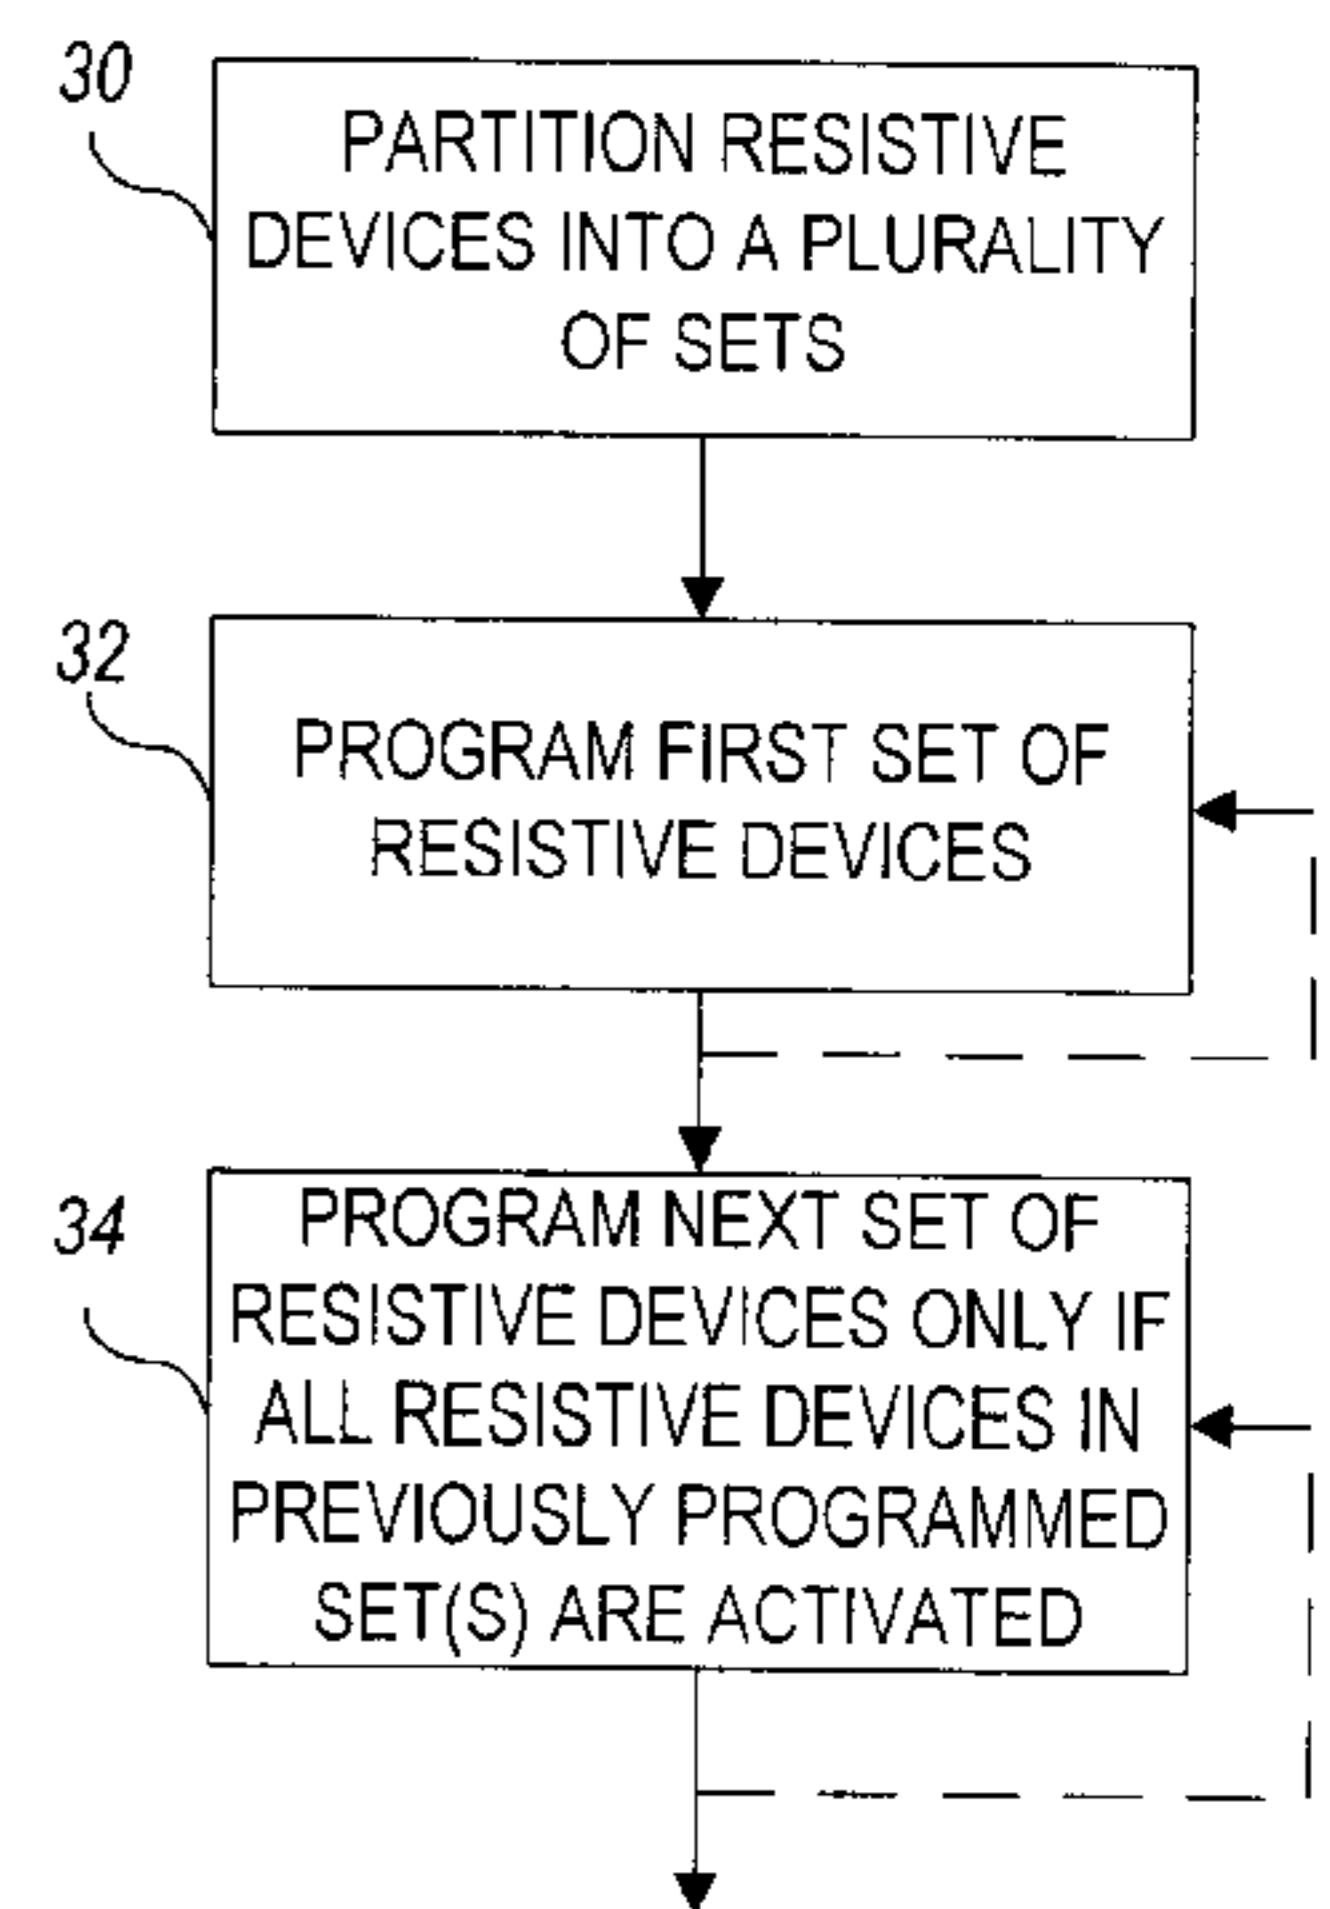 30
PARTITION RESISTIVE
DEVICES INTO A PLURALITY
OF SETS
32
PROGRAM FIRST SET OF
RESISTIVE DEVICES
34
PROGRAM NEXT SET OF
RESISTIVE DEVICES ONLY IF
ALL RESISTIVE DEVICES IN
PREVIOUSLY PROGRAMMED
SET(S) ARE ACTIVATED